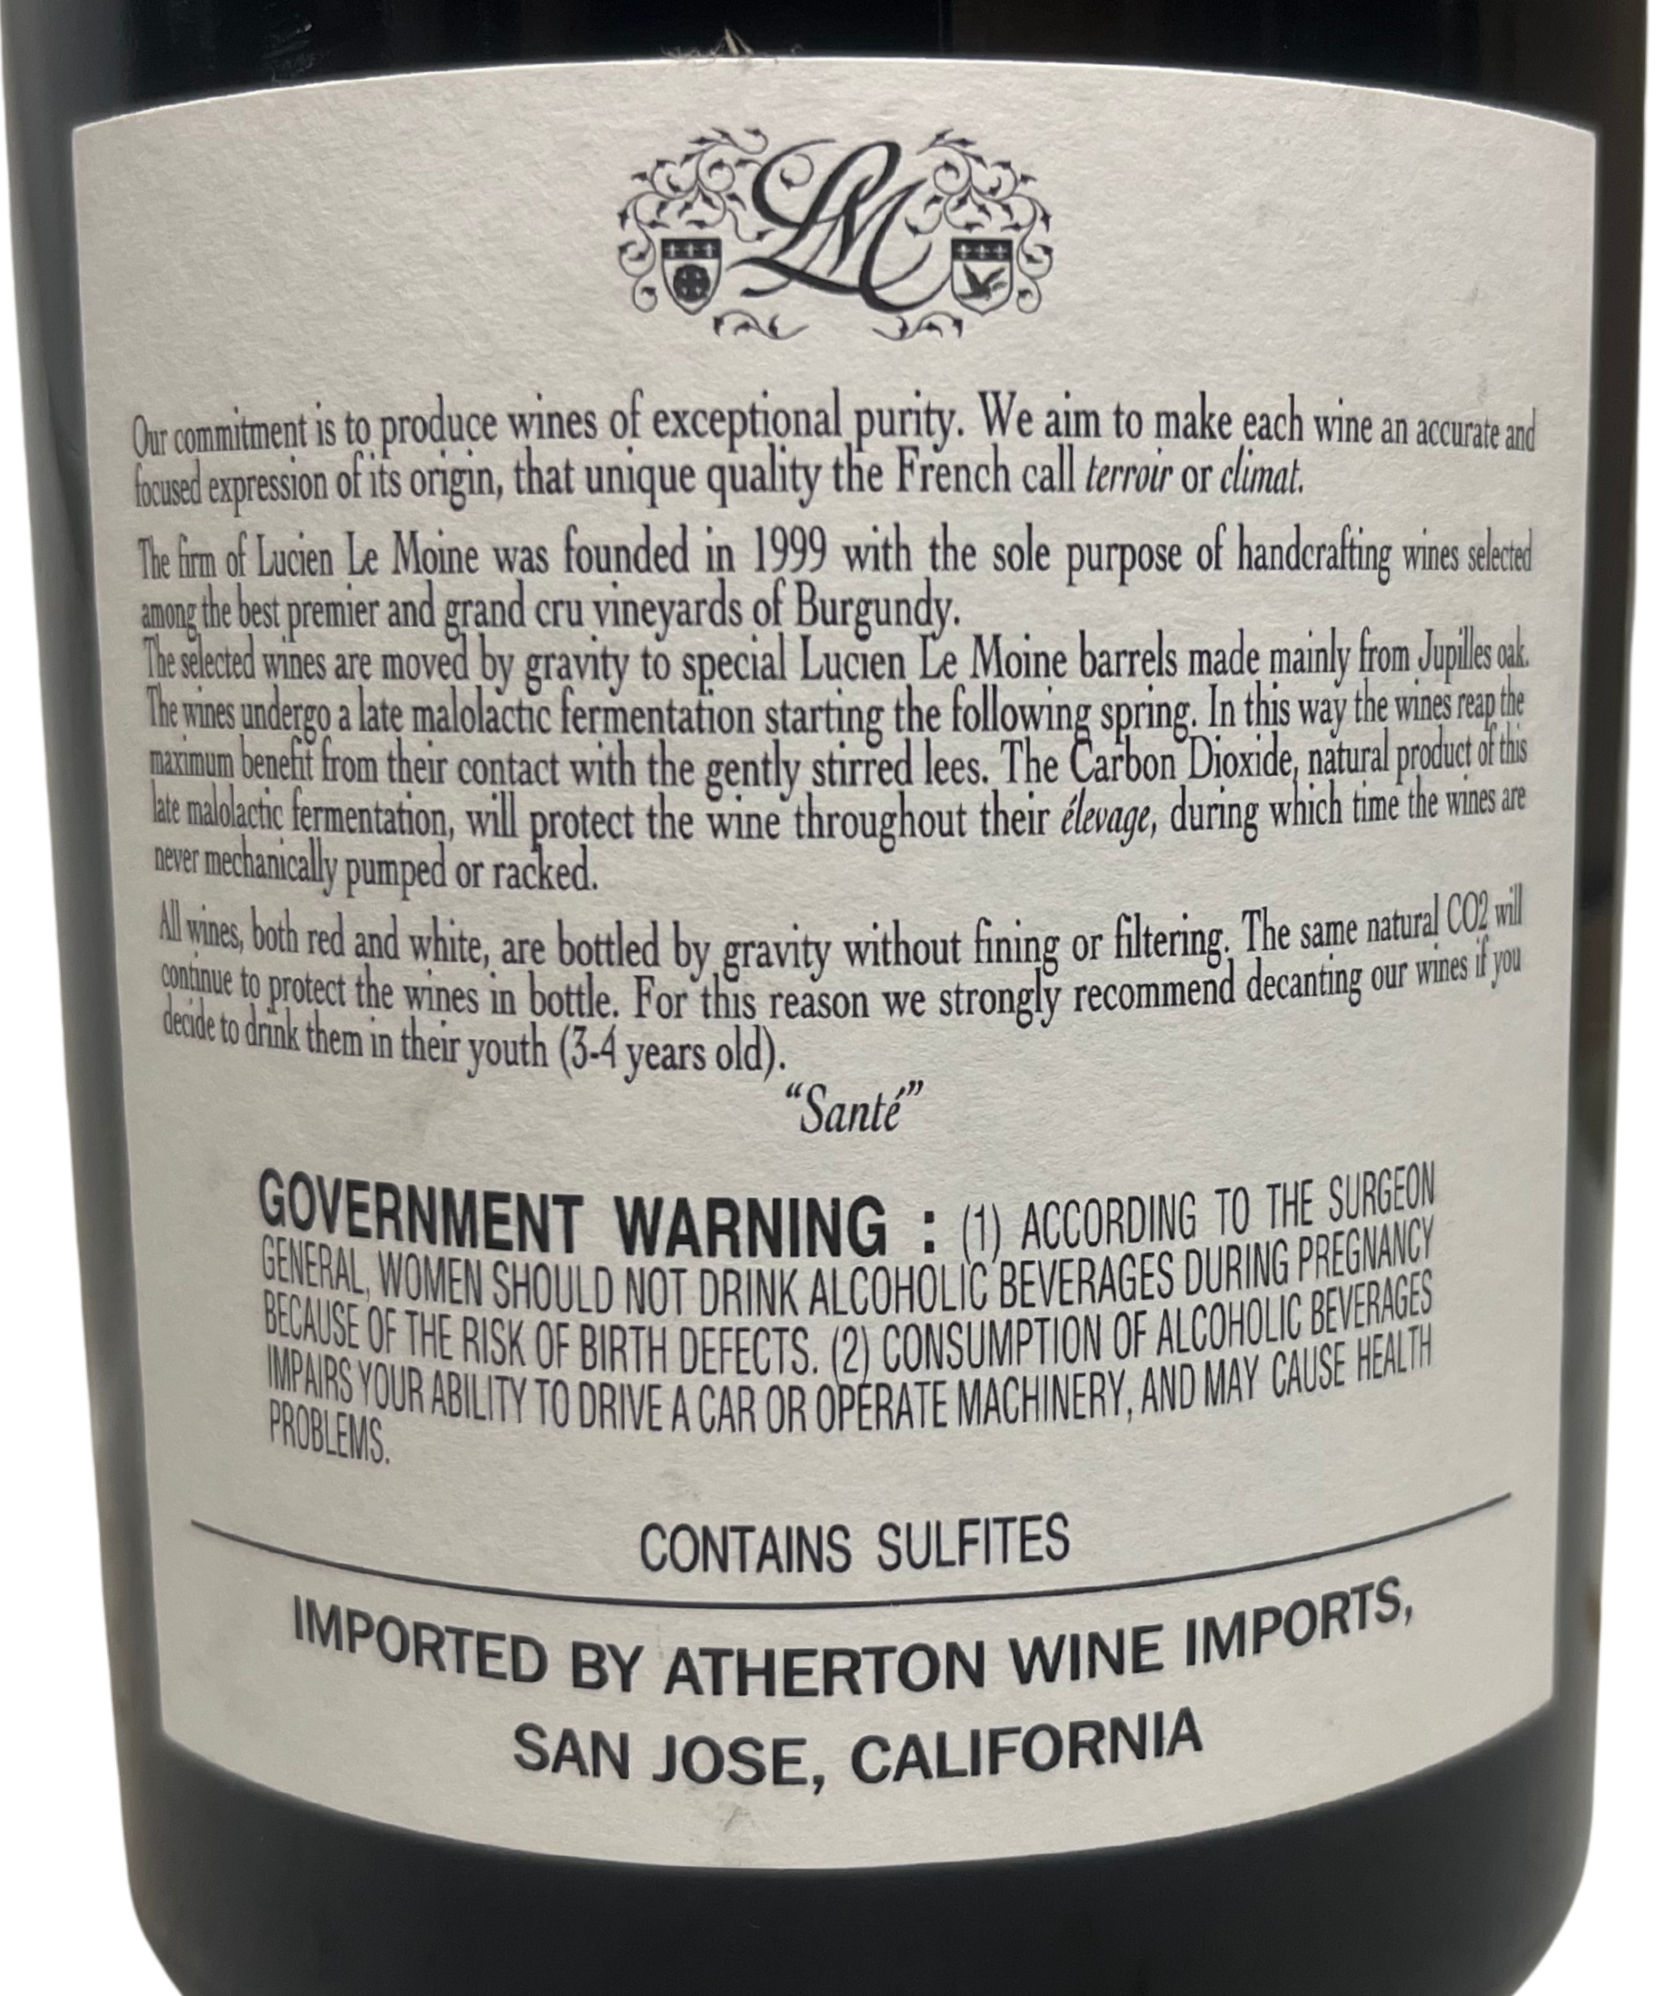 LM
Our commitment is to produce wines of exceptional purity. We aim to make each wine an accurate and
focused expression of its origin, that unique quality the French call terroir or climat.
The firm of Lucien Le Moine was founded in 1999 with the sole purpose of handcrafting wines selected
among the best premier and grand cru vineyards of Burgundy.
The selected wines are moved by gravity to special Lucien Le Moine barrels made mainly from Jupilles oak.
The wines undergo a late malolactic fermentation starting the following spring. In this way the wines reap the
maximum benefit from their contact with the gently stirred lees. The Carbon Dioxide, natural product of this
late malolactic fermentation, will protect the wine throughout their élevage, during which time the wines are
never mechanically pumped or racked.
All wines, both red and white, are bottled by gravity without fining or filtering. The same natural CO2 will
continue to protect the wines in bottle. For this reason we strongly recommend decanting our wines if you
decide to drink them in their youth (3-4 years old).
“Santé”
GOVERNMENT WARNING : (1) ACCORDING TO THE SURGEON
GENERAL, WOMEN SHOULD NOT DRINK ALCOHOLIC BEVERAGES DURING PREGNANCY
BECAUSE OF THE RISK OF BIRTH DEFECTS. (2) CONSUMPTION OF ALCOHOLIC BEVERAGES
IMPAIRS YOUR ABILITY TO DRIVE A CAR OR OPERATE MACHINERY, AND MAY CAUSE HEALTH
PROBLEMS.
CONTAINS SULFITES
IMPORTED BY ATHERTON WINE IMPORTS,
SAN JOSE, CALIFORNIA